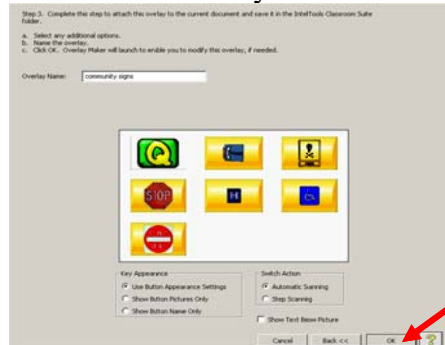 Step 3. Complete this step to attach this overlay to the current document and save it in the IntelliTools Classroom Suite
folder.
a. Select any additional options.
b. Name the overlay.
c. Click OK. Overlay Maker will launch to enable you to modify this overlay, if needed.
Overlay Name: community signs
Q
STOP
H
Key Appearance
Use Button Appearance Settings
Show Button Pictures Only
Show Button Name Only
Switch Action
Automatic Scanning
Step Scanning
Show Text Below Picture
Cancel
Back <<
OK
?